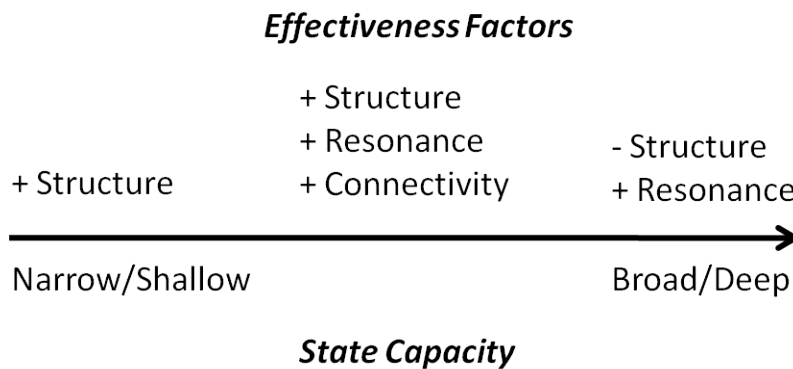 Effectiveness Factors
+ Structure
+ Structure
+ Resonance
+ Connectivity
- Structure
+ Resonance
Narrow/Shallow
Broad/Deep
State Capacity